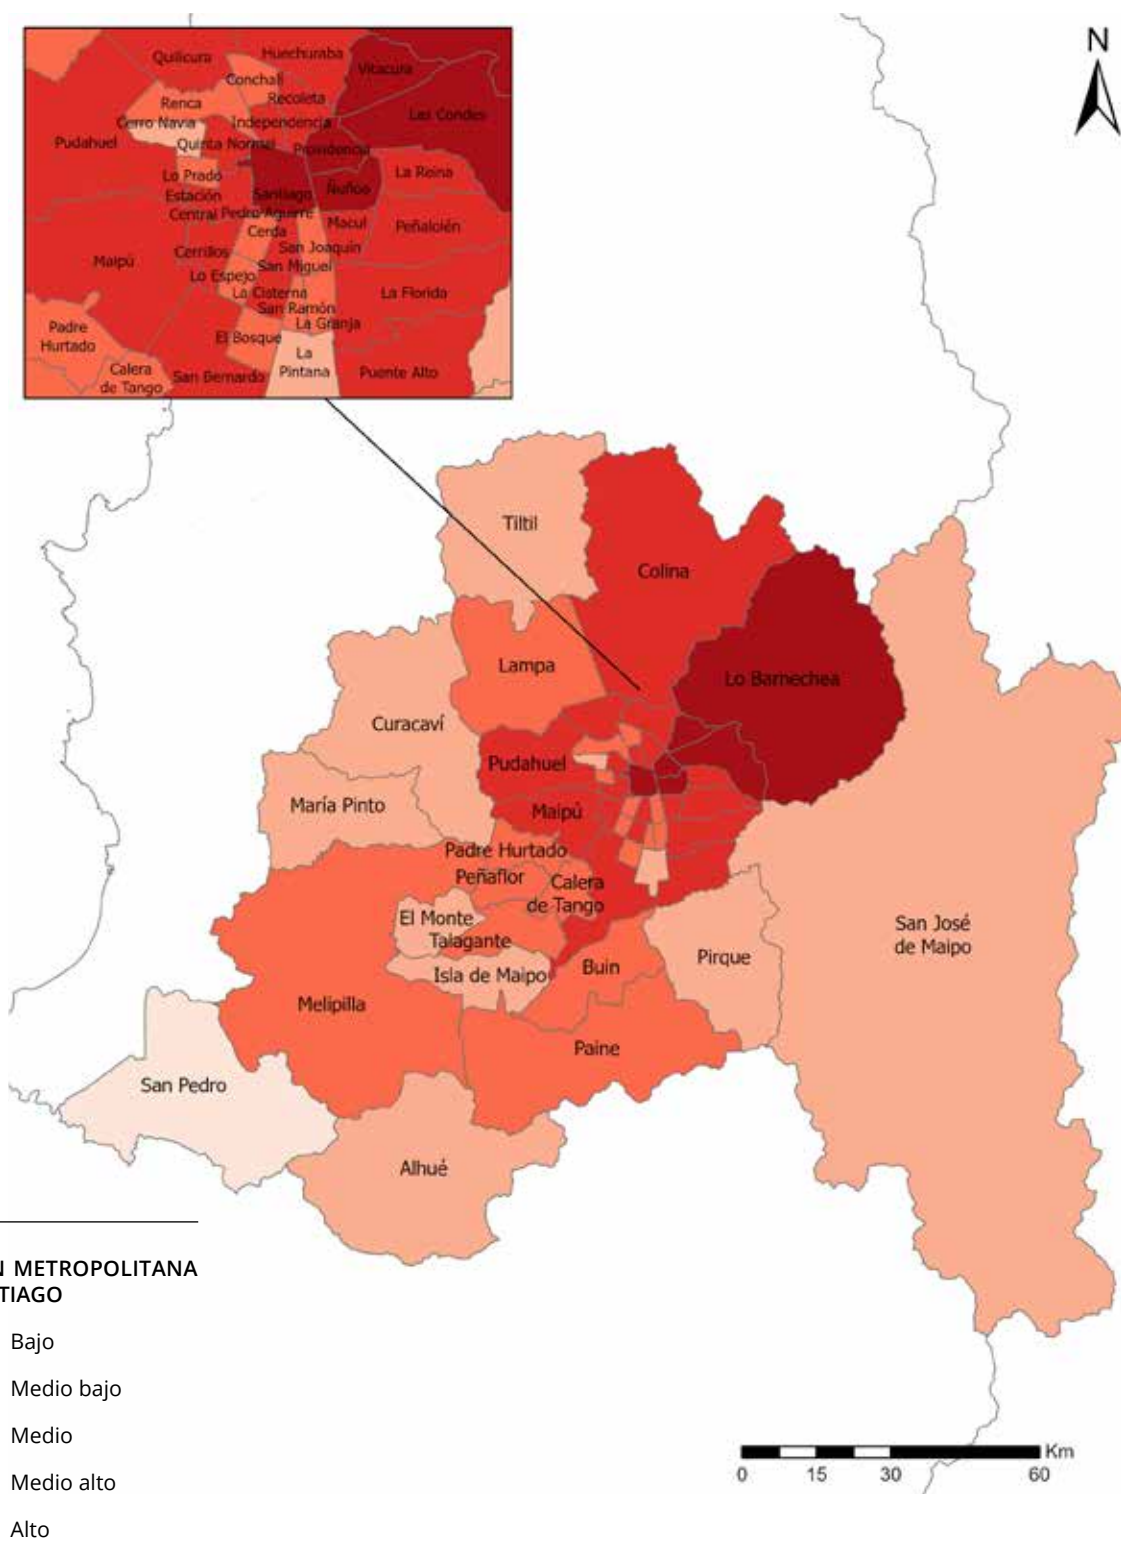 N
Quilicura
Huechuraba
Vitacura
Conchalí
Recoleta
Las Condes
Renca
Cerro Navia
Independencia
Pudahuel
Quinta Normal
Providencia
Lo Prado
La Reina
Estación
Central
Santiago
Ñuñoa
Pedro Aguirre
Cerda
Macul
Peñalolén
San Joaquín
Maipú
Cerrillos
San Miguel
Lo Espejo
La Cisterna
San Ramón
La Florida
La Granja
Padre
Hurtado
El Bosque
La
Pintana
Calera
de Tango
San Bernardo
Puente Alto
Tiltil
Colina
Lampa
Lo Barnechea
Curacaví
Pudahuel
María Pinto
Maipú
Padre Hurtado
Peñaflor
Calera
de Tango
El Monte
Talagante
San José
de Maipo
Isla de Maipo
Buin
Pirque
Melipilla
Paine
San Pedro
Alhué
N METROPOLITANA
TIAGO
Bajo
Medio bajo
Medio
Medio alto
Alto
Km
0 15 30 60